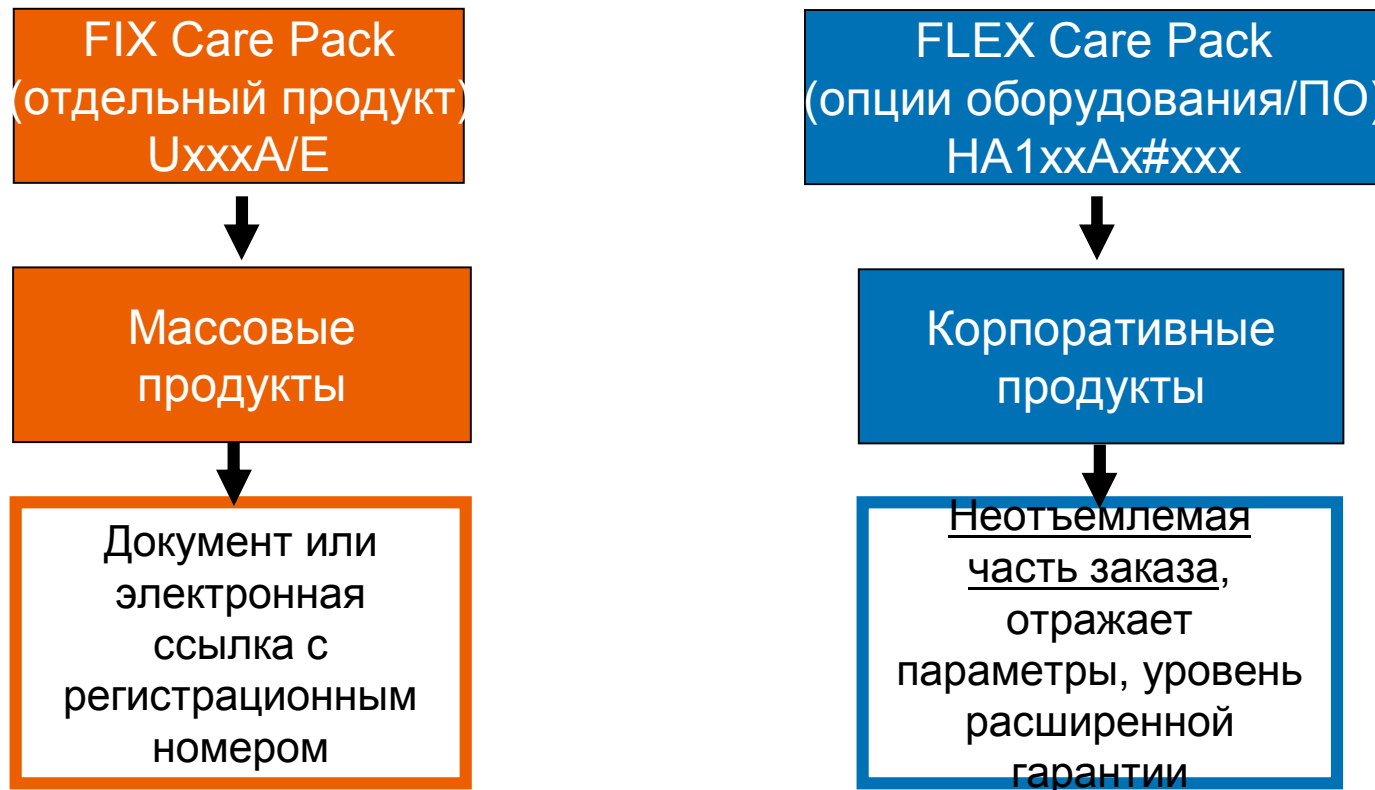 FIX Care Pack
(отдельный продукт)
UxxxA/E
Массовые
продукты
Документ или
электронная
ссылка с
регистрационным
номером
FLEX Care Pack
(опции оборудования/ПО)
HA1xxAx#xxx
Корпоративные
продукты
Неотъемлемая
часть заказа,
отражает
параметры, уровень
расширенной
гарантии